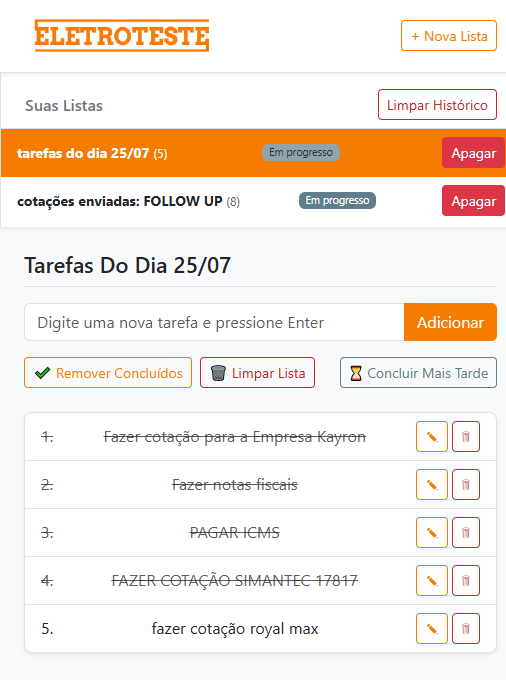 ELETROTESTE
+ Nova Lista
Suas Listas
Limpar Histórico
tarefas do dia 25/07 (5)
Em progresso
Apagar
cotações enviadas: FOLLOW UP (8)
Em progresso
Apagar
Tarefas Do Dia 25/07
Digite uma nova tarefa e pressione Enter
Adicionar
Remover Concluídos
Limpar Lista
Concluir Mais Tarde
1. Fazer cotação para a Empresa Kayron
2. Fazer notas fiscais
3. PAGAR ICMS
4. FAZER COTAÇÃO SIMANTEC 17817
5. fazer cotação royal max